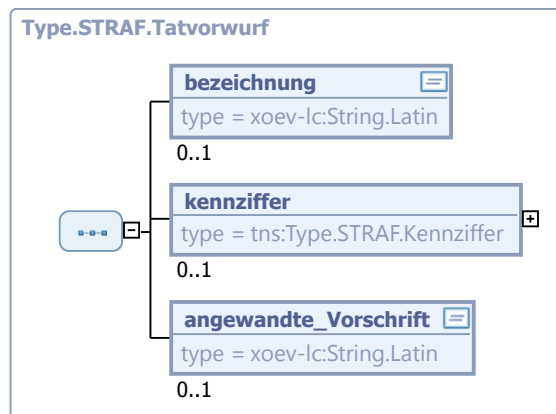 Type.STRAF.Tatvorwurf
bezeichnung
type = xoev-lc:String.Latin
0..1
kennziffer
type = tns:Type.STRAF.Kennziffer
0..1
angewandte_Vorschrift
type = xoev-lc:String.Latin
0..1